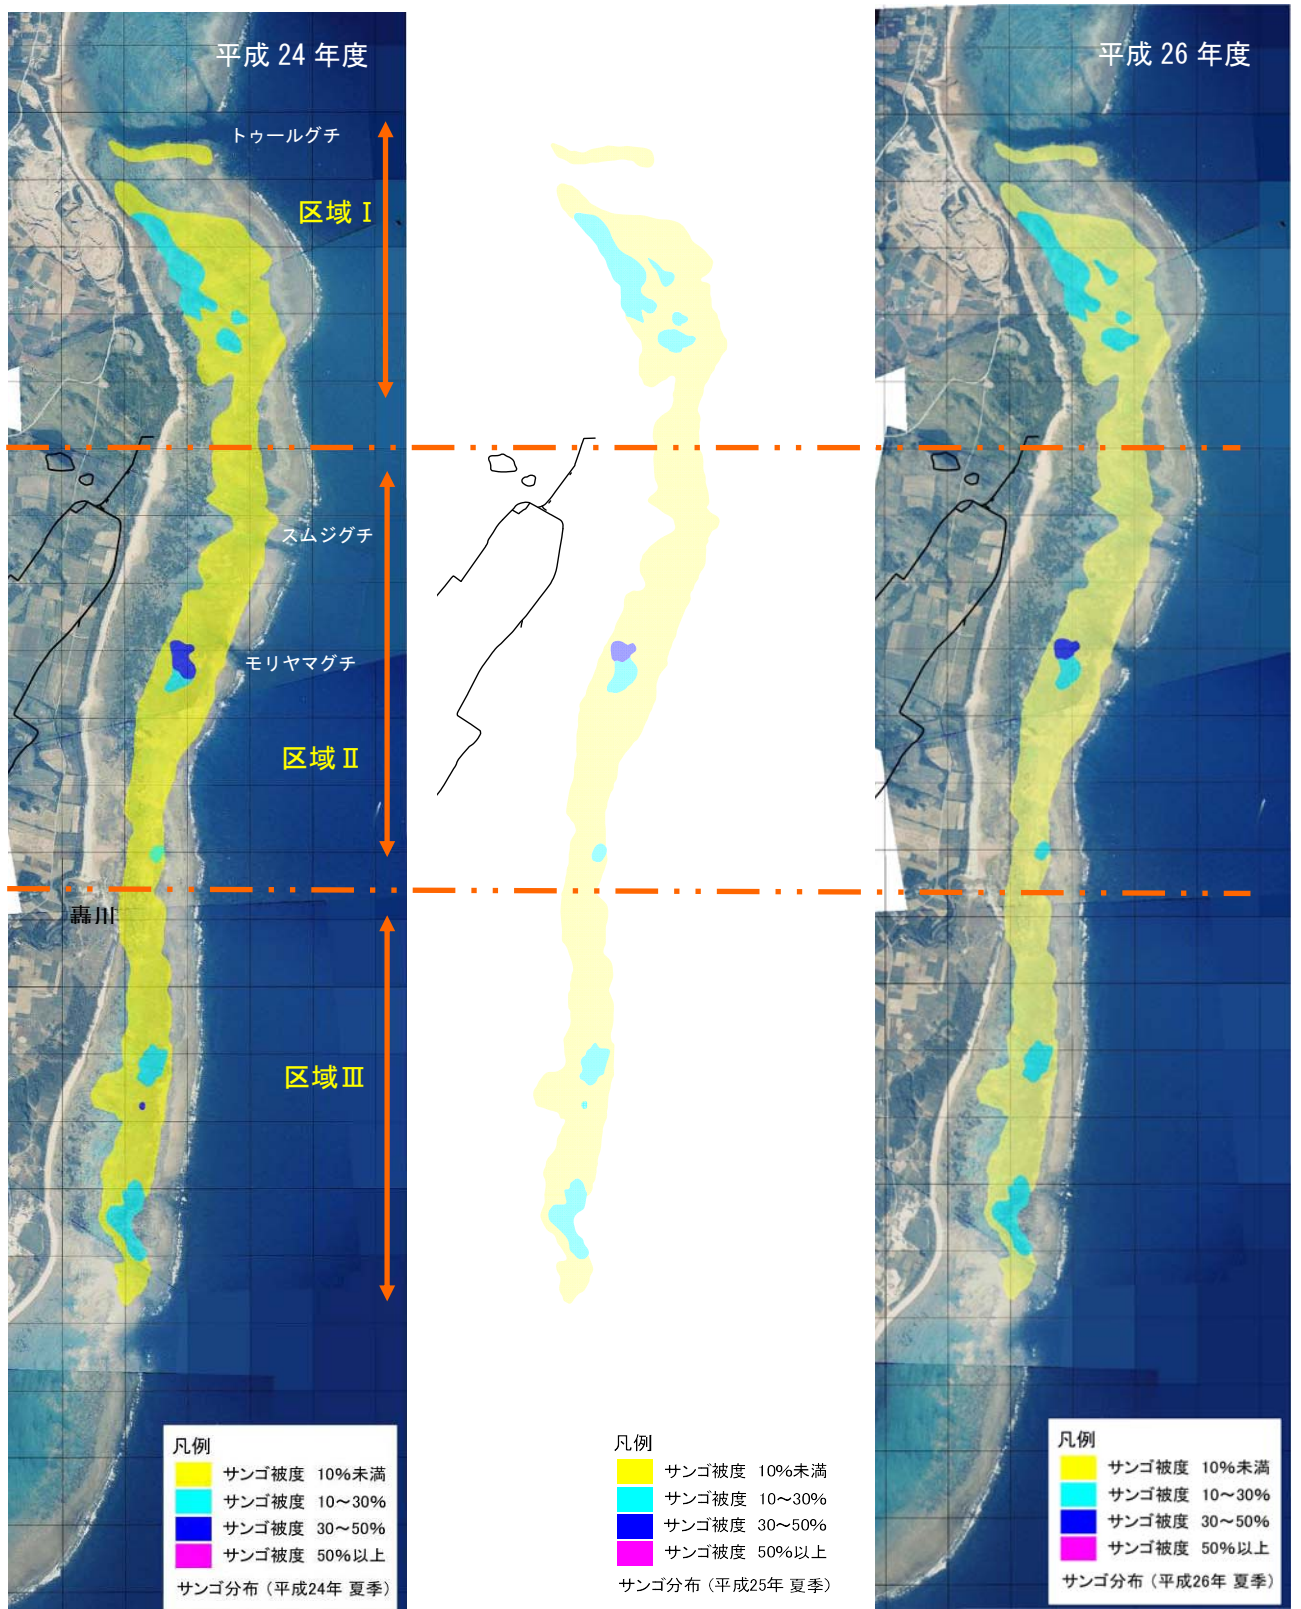 平成 24 年度
トゥールグチ
区域 Ⅰ
スムジグチ
モリヤマグチ
区域 Ⅱ
轟川
区域 Ⅲ
凡例
サンゴ被度 10%未満
サンゴ被度 10～30%
サンゴ被度 30～50%
サンゴ被度 50%以上
サンゴ分布 (平成24年 夏季)
凡例
サンゴ被度 10%未満
サンゴ被度 10～30%
サンゴ被度 30～50%
サンゴ被度 50%以上
サンゴ分布 (平成25年 夏季)
平成 26 年度
凡例
サンゴ被度 10%未満
サンゴ被度 10～30%
サンゴ被度 30～50%
サンゴ被度 50%以上
サンゴ分布 (平成26年 夏季)